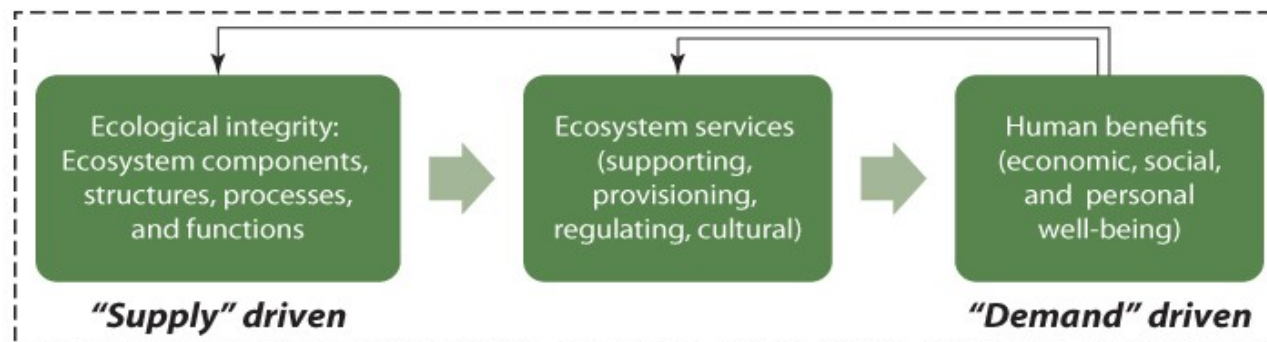 Ecological integrity:
Ecosystem components,
structures, processes,
and functions
Ecosystem services
(supporting,
provisioning,
regulating, cultural)
Human benefits
(economic, social,
and personal
well-being)
“Supply” driven
“Demand” driven